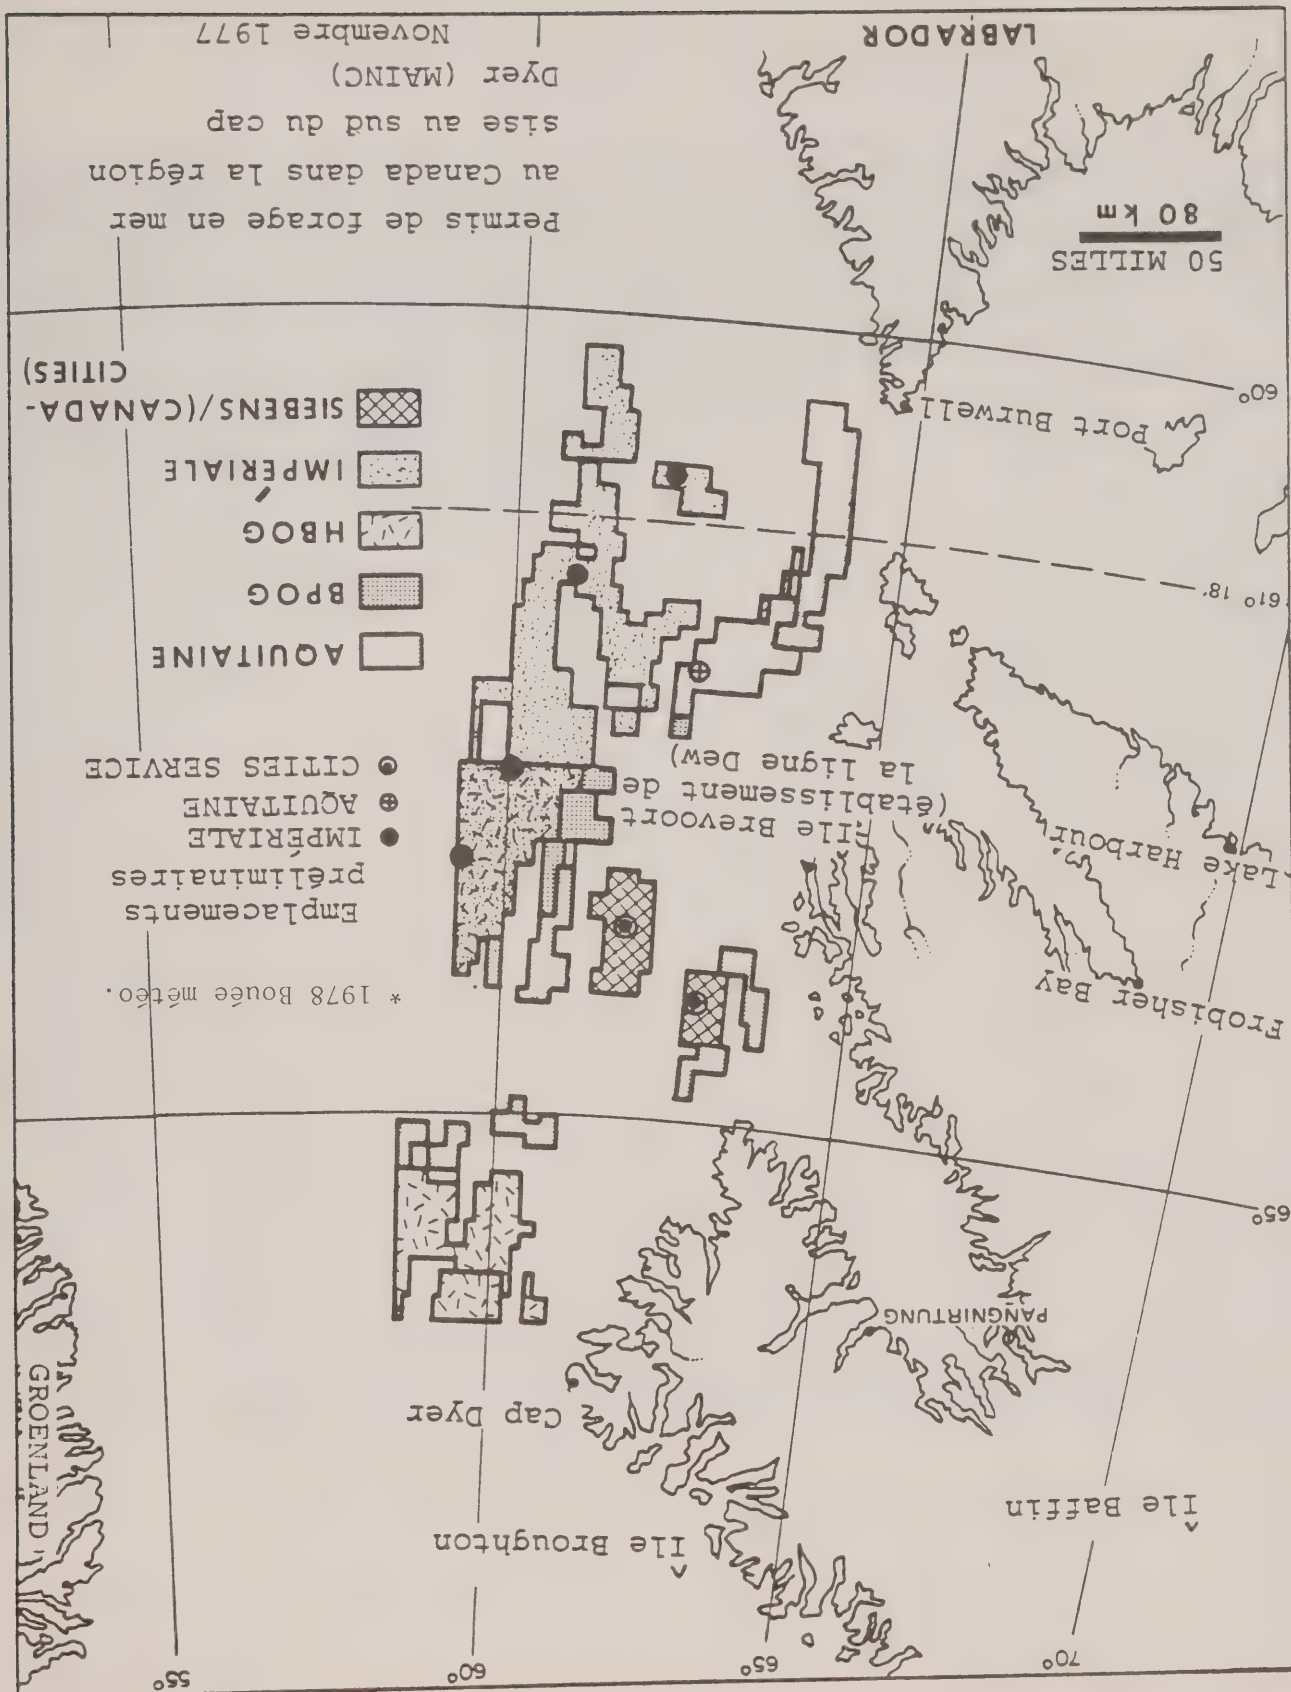 70°
65°
60°
55°
Île Baffin
Île Broughton
GROENLAND
Cap Dyer
PANGNIRTUNG
65°
* 1978 Bouée météo.
Frobisher Bay
Emplacements
préliminaires
IMPÉRIALE
AQUITAINE
CITIES SERVICE
Lake Harbour
Île Brevoort
(établissement de
la Ligne Dew)
AQUITAINE
BPOG
HBOG
IMPÉRIALE
SIEBENS/(CANADA-
CITIES)
61° 18'
Port Burwell
60°
50 MILLES
80 km
Permis de forage en mer
au Canada dans la région
sise au sud du cap
Dyer (MAINC)
Novembre 1977
LABRADOR